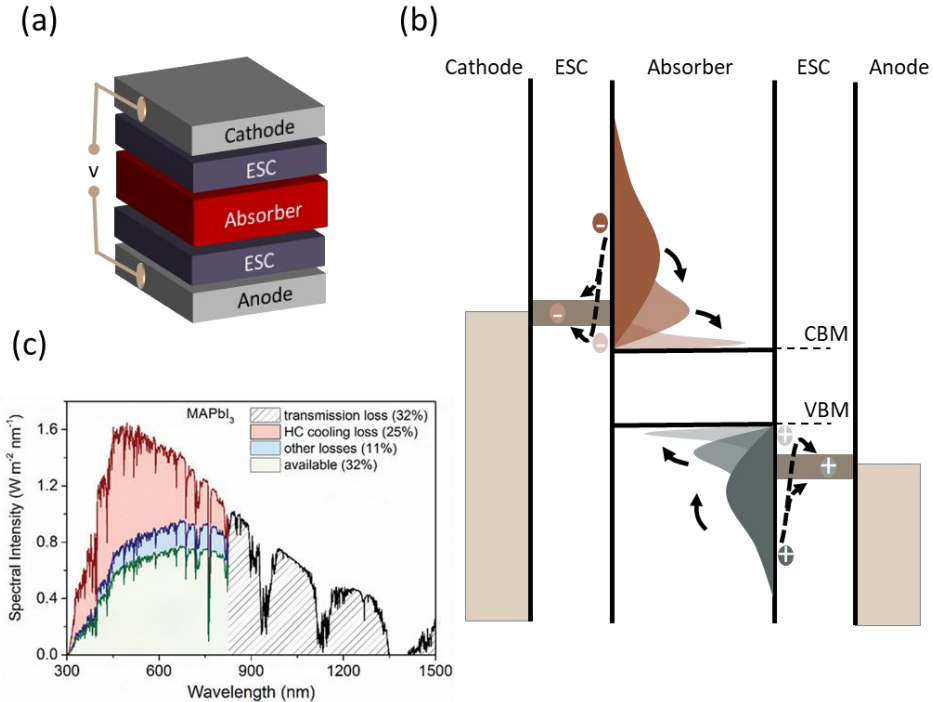 (a)
Cathode
ESC
Absorber
ESC
Anode
v
(b)
Cathode ESC Absorber ESC Anode
CBM
VBM
(c)
MAPbI₃
transmission loss (32%)
HC cooling loss (25%)
other losses (11%)
available (32%)
Spectral Intensity (W m⁻² nm⁻¹)
1.6
1.2
0.8
0.4
0.0
300 600 900 1200 1500
Wavelength (nm)